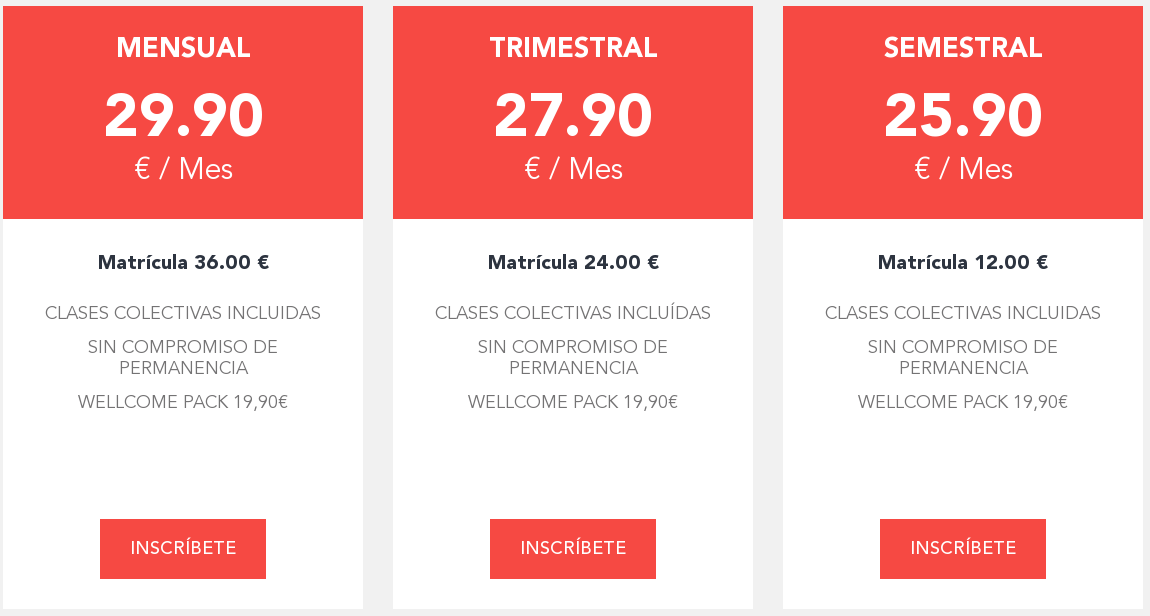 MENSUAL
29.90
€ / Mes
Matrícula 36.00 €
CLASES COLECTIVAS INCLUIDAS
SIN COMPROMISO DE
PERMANENCIA
WELLCOME PACK 19,90€
INSCRÍBETE
TRIMESTRAL
27.90
€ / Mes
Matrícula 24.00 €
CLASES COLECTIVAS INCLUÍDAS
SIN COMPROMISO DE
PERMANENCIA
WELLCOME PACK 19,90€
INSCRÍBETE
SEMESTRAL
25.90
€ / Mes
Matrícula 12.00 €
CLASES COLECTIVAS INCLUIDAS
SIN COMPROMISO DE
PERMANENCIA
WELLCOME PACK 19,90€
INSCRÍBETE